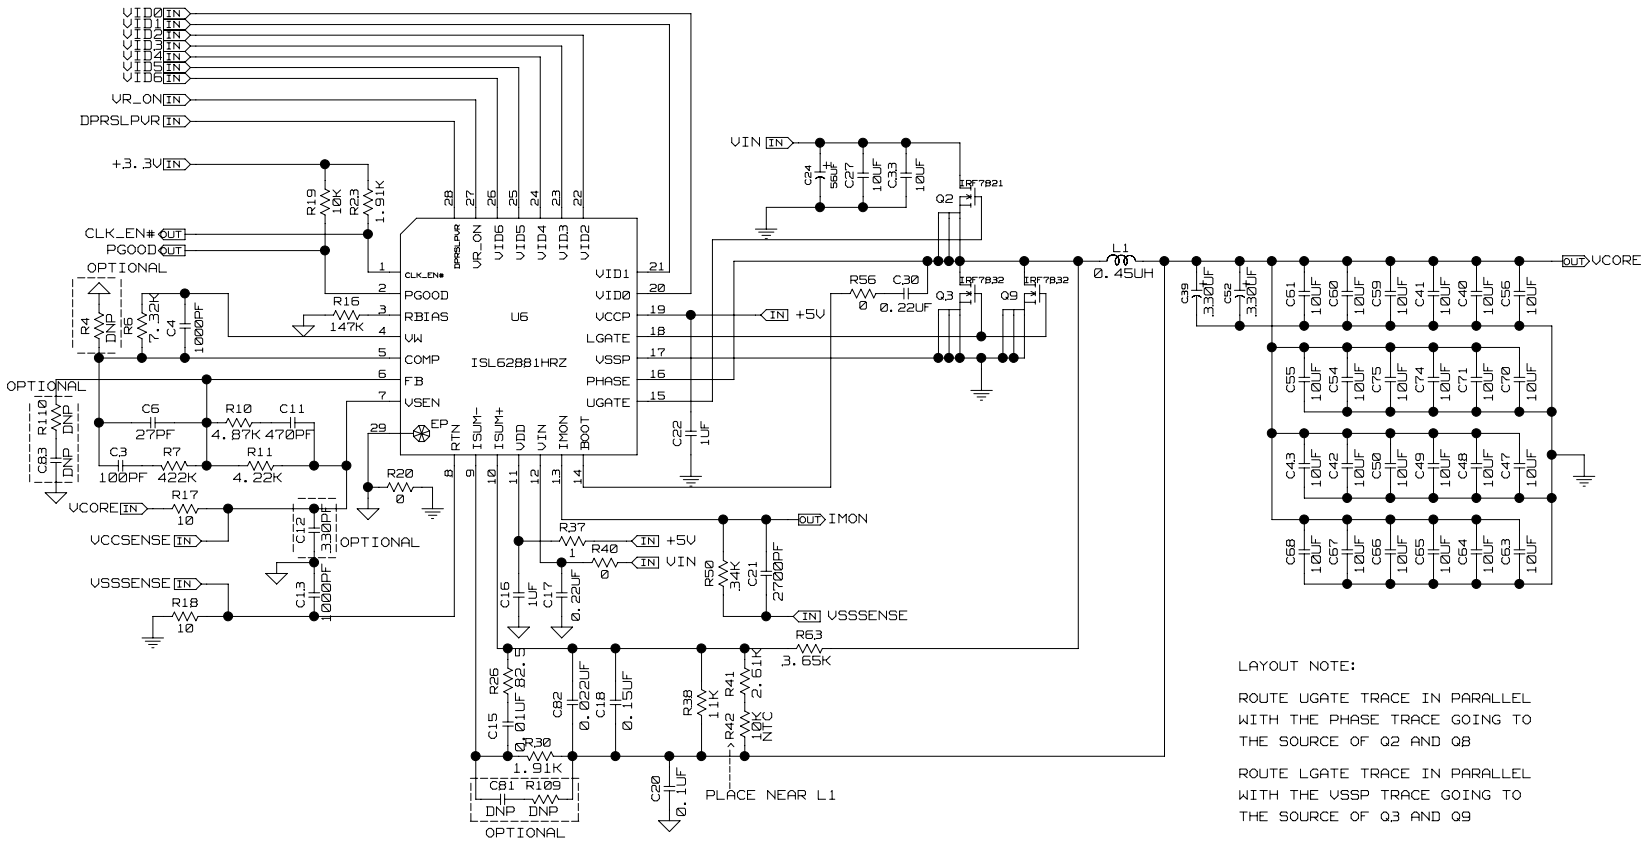 VID0 IN
VID1 IN
VID2 IN
VID3 IN
VID4 IN
VID5 IN
VID6 IN
VR_ON IN
DPRSLPVR IN
+3.3V IN
R19
10K
R23
1.91K
CLK_EN# OUT
PGOOD OUT
OPTIONAL
R4
DNP
R6
7.32K
C4
1000PF
R16
147K
28
27
26
25
24
23
22
DPRSLPVR
VR_ON
VID6
VID5
VID4
VID3
VID2
1 CLK_EN#
2 PGOOD
3 RBIAS
4 VW
5 COMP
6 FB
7 VSEN
29 EP
U6
ISL62881HRZ
VID1 21
VID0 20
VCCP 19
LGATE 18
VSSP 17
PHASE 16
UGATE 15
RTN
ISUM-
ISUM+
VDD
VIN
IMON
BOOT
8
9
10
11
12
13
14
VIN IN
C24
56UF
+
C27
10UF
C33
10UF
Q2
IRF7821
R56
0
C30
0.22UF
Q3
IRF7832
Q9
IRF7832
IN +5V
C22
1UF
L1
0.45UH
OUT VCORE
C39
330UF
+
C52
330UF
+
C61
10UF
C60
10UF
C59
10UF
C41
10UF
C40
10UF
C56
10UF
C55
10UF
C54
10UF
C75
10UF
C74
10UF
C71
10UF
C70
10UF
C43
10UF
C42
10UF
C50
10UF
C49
10UF
C48
10UF
C47
10UF
C68
10UF
C67
10UF
C66
10UF
C65
10UF
C64
10UF
C63
10UF
OPTIONAL
R110
DNP
C83
DNP
C6
27PF
R10
4.87K
C11
470PF
C3
100PF
R7
422K
R11
4.22K
R20
0
VCORE IN
R17
10
VCCSENSE IN
C12
330PF
OPTIONAL
VSSSENSE IN
C13
1000PF
R18
10
R37
1
IN +5V
R40
0
IN VIN
C16
1UF
C17
0.22UF
OUT IMON
R50
34K
C21
2700PF
IN VSSSENSE
R63
3.65K
R26
82.5
C15
0.01UF
C82
0.022UF
C18
0.15UF
R38
11K
R41
2.61K
R42
10K
NTC
R30
1.91K
C81
DNP
R109
DNP
OPTIONAL
C20
0.1UF
PLACE NEAR L1
LAYOUT NOTE:
ROUTE UGATE TRACE IN PARALLEL
WITH THE PHASE TRACE GOING TO
THE SOURCE OF Q2 AND Q8
ROUTE LGATE TRACE IN PARALLEL
WITH THE VSSP TRACE GOING TO
THE SOURCE OF Q3 AND Q9